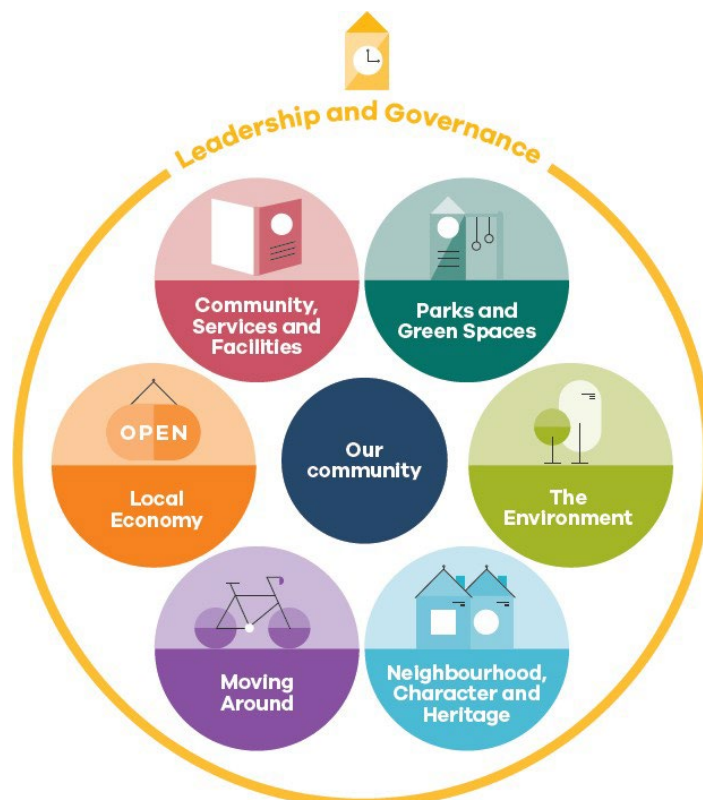 Leadership and Governance
Community,
Services and
Facilities
Parks and
Green Spaces
OPEN
Local
Economy
Our
community
The
Environment
Moving
Around
Neighbourhood,
Character and
Heritage